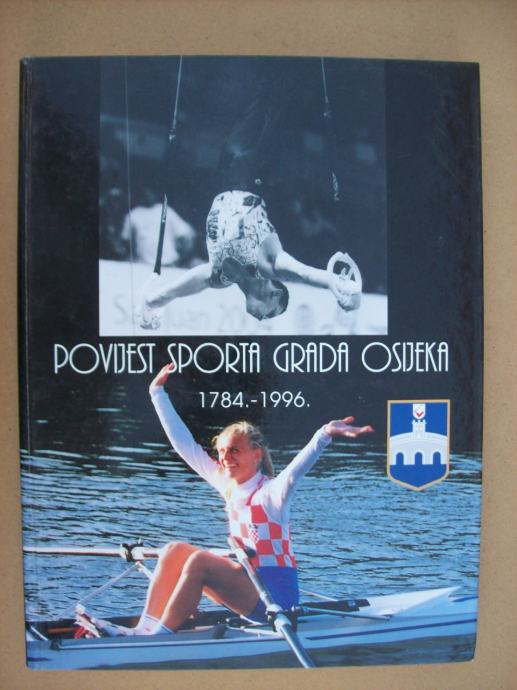 POVIJEST SPORTA GRADA OSIJEKA
1784.-1996.